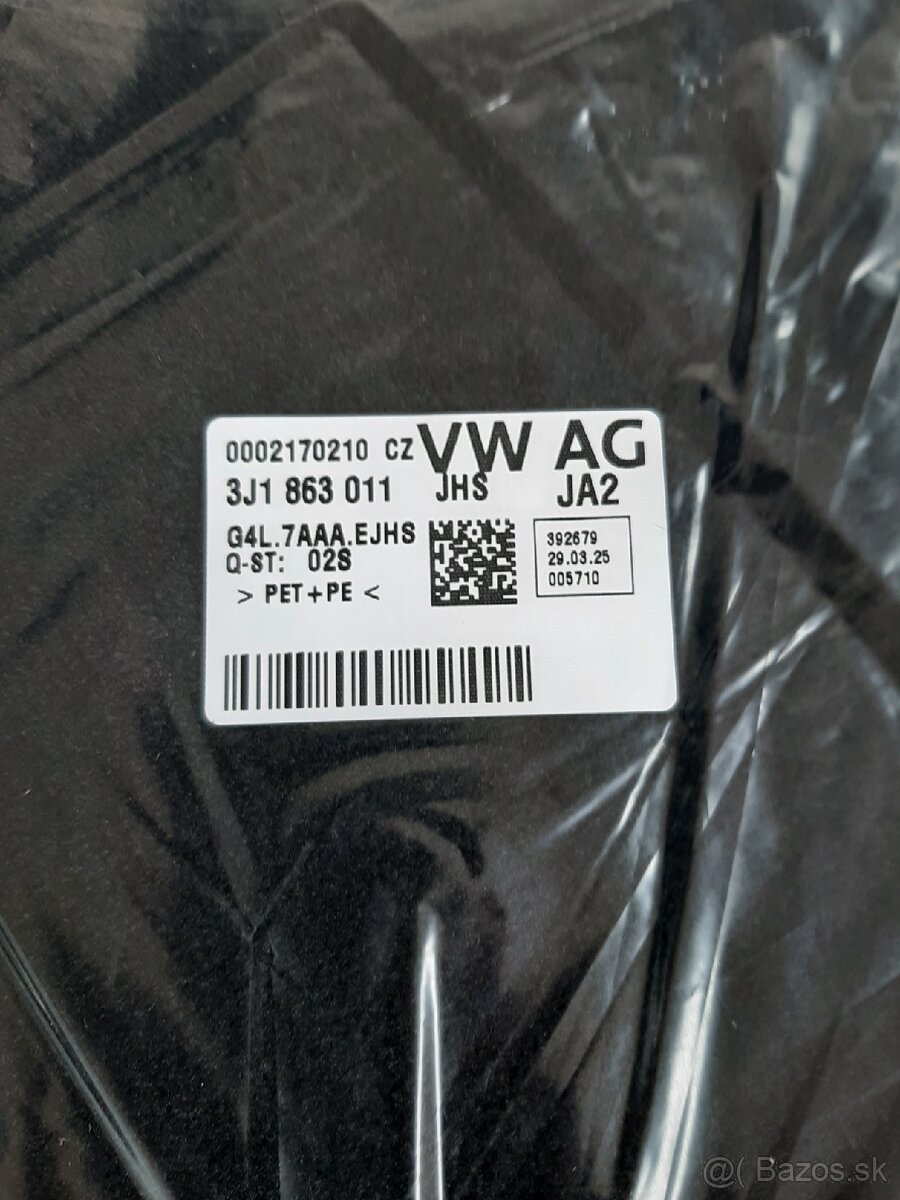 0002170210 CZ VW AG
3J1 863 011 JHS JA2
G4L.7AAA.EJHS
Q-ST: 02S
> PET+PE <
392679
29.03.25
005710
@( Bazos.sk